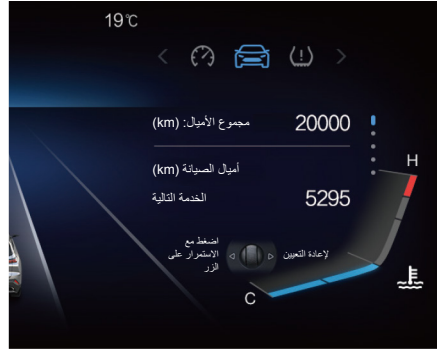 19℃
مجموع الأميال: (km) 20000
أميال الصيانة (km)
الخدمة التالية 5295
H
اضغط مع
الاستمرار على
الزر
لإعادة التعيين
C